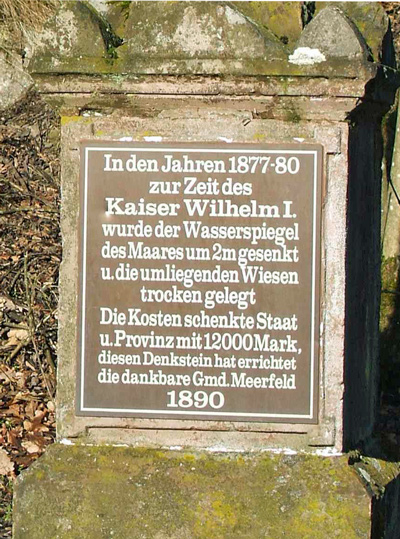 In den Jahren 1877-80
zur Zeit des
Kaiser Wilhelm I.
wurde der Wasserspiegel
des Maares um 2m gesenkt
u. die umliegenden Wiesen
trocken gelegt
Die Kosten schenkte Staat
u. Provinz mit 12000 Mark,
diesen Denkstein hat errichtet
die dankbare Gmd. Meerfeld
1890